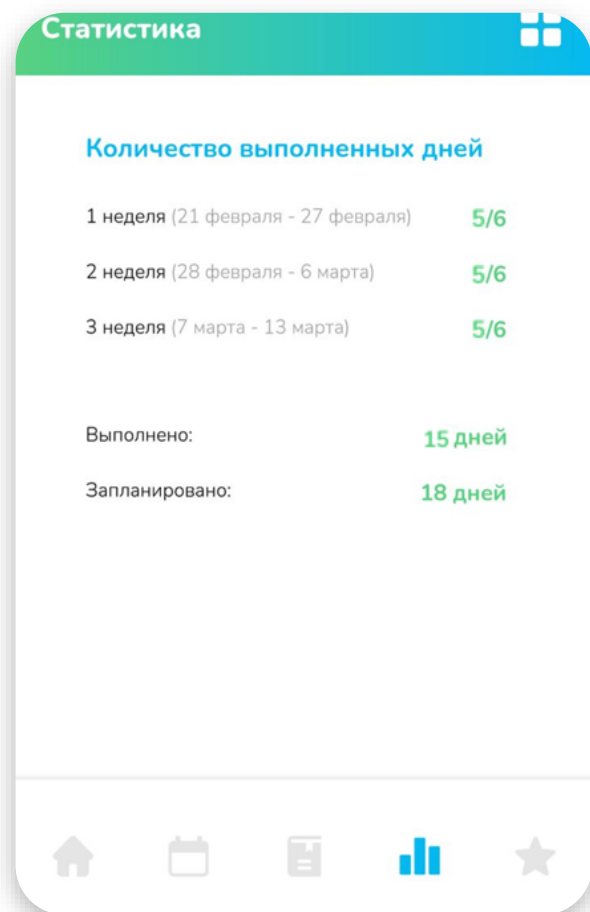 Статистика
Количество выполненных дней
1 неделя (21 февраля - 27 февраля) 5/6
2 неделя (28 февраля - 6 марта) 5/6
3 неделя (7 марта - 13 марта) 5/6
Выполнено: 15 дней
Запланировано: 18 дней